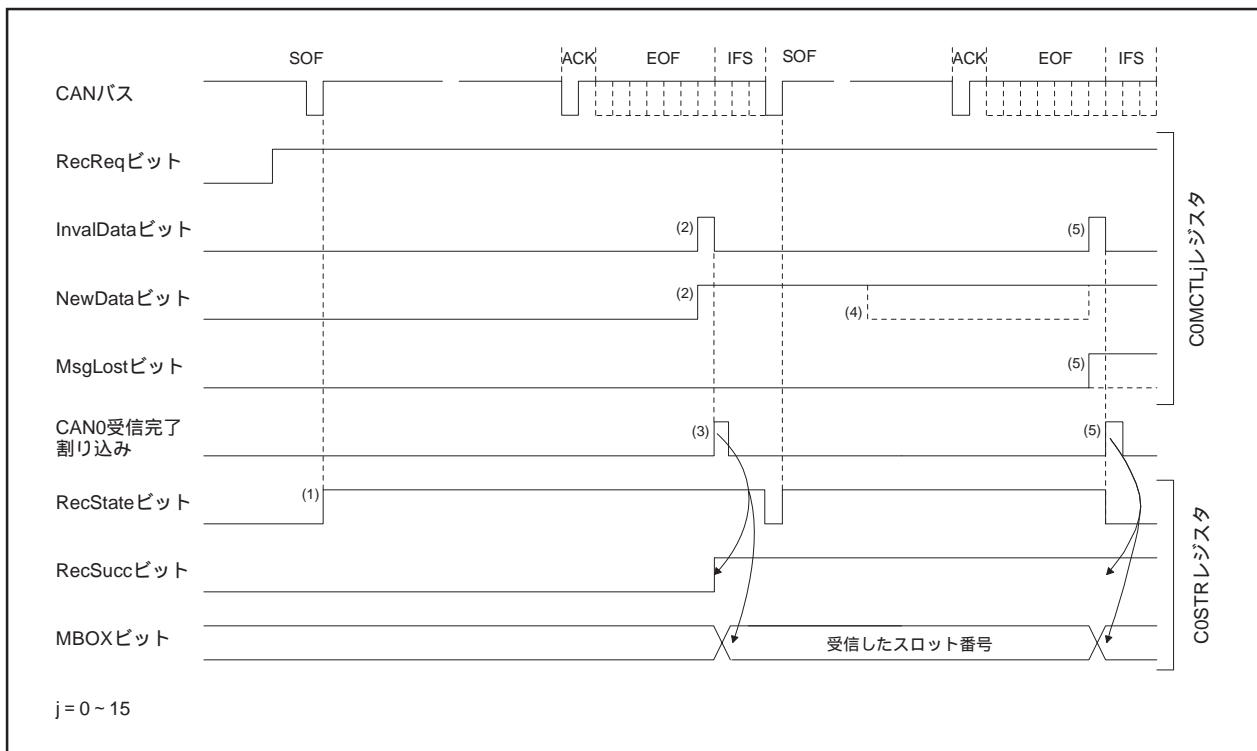 SOF ACK EOF IFS SOF ACK EOF IFS
CANバス
RecReqビット
InvalDataビット (2) (5)
NewDataビット (2) (4)
MsgLostビット (5)
CAN0受信完了
割り込み (3) (5)
RecStateビット (1)
RecSuccビット
MBOXビット 受信したスロット番号
C0MCTLjレジスタ
C0STRレジスタ
j = 0 ~ 15